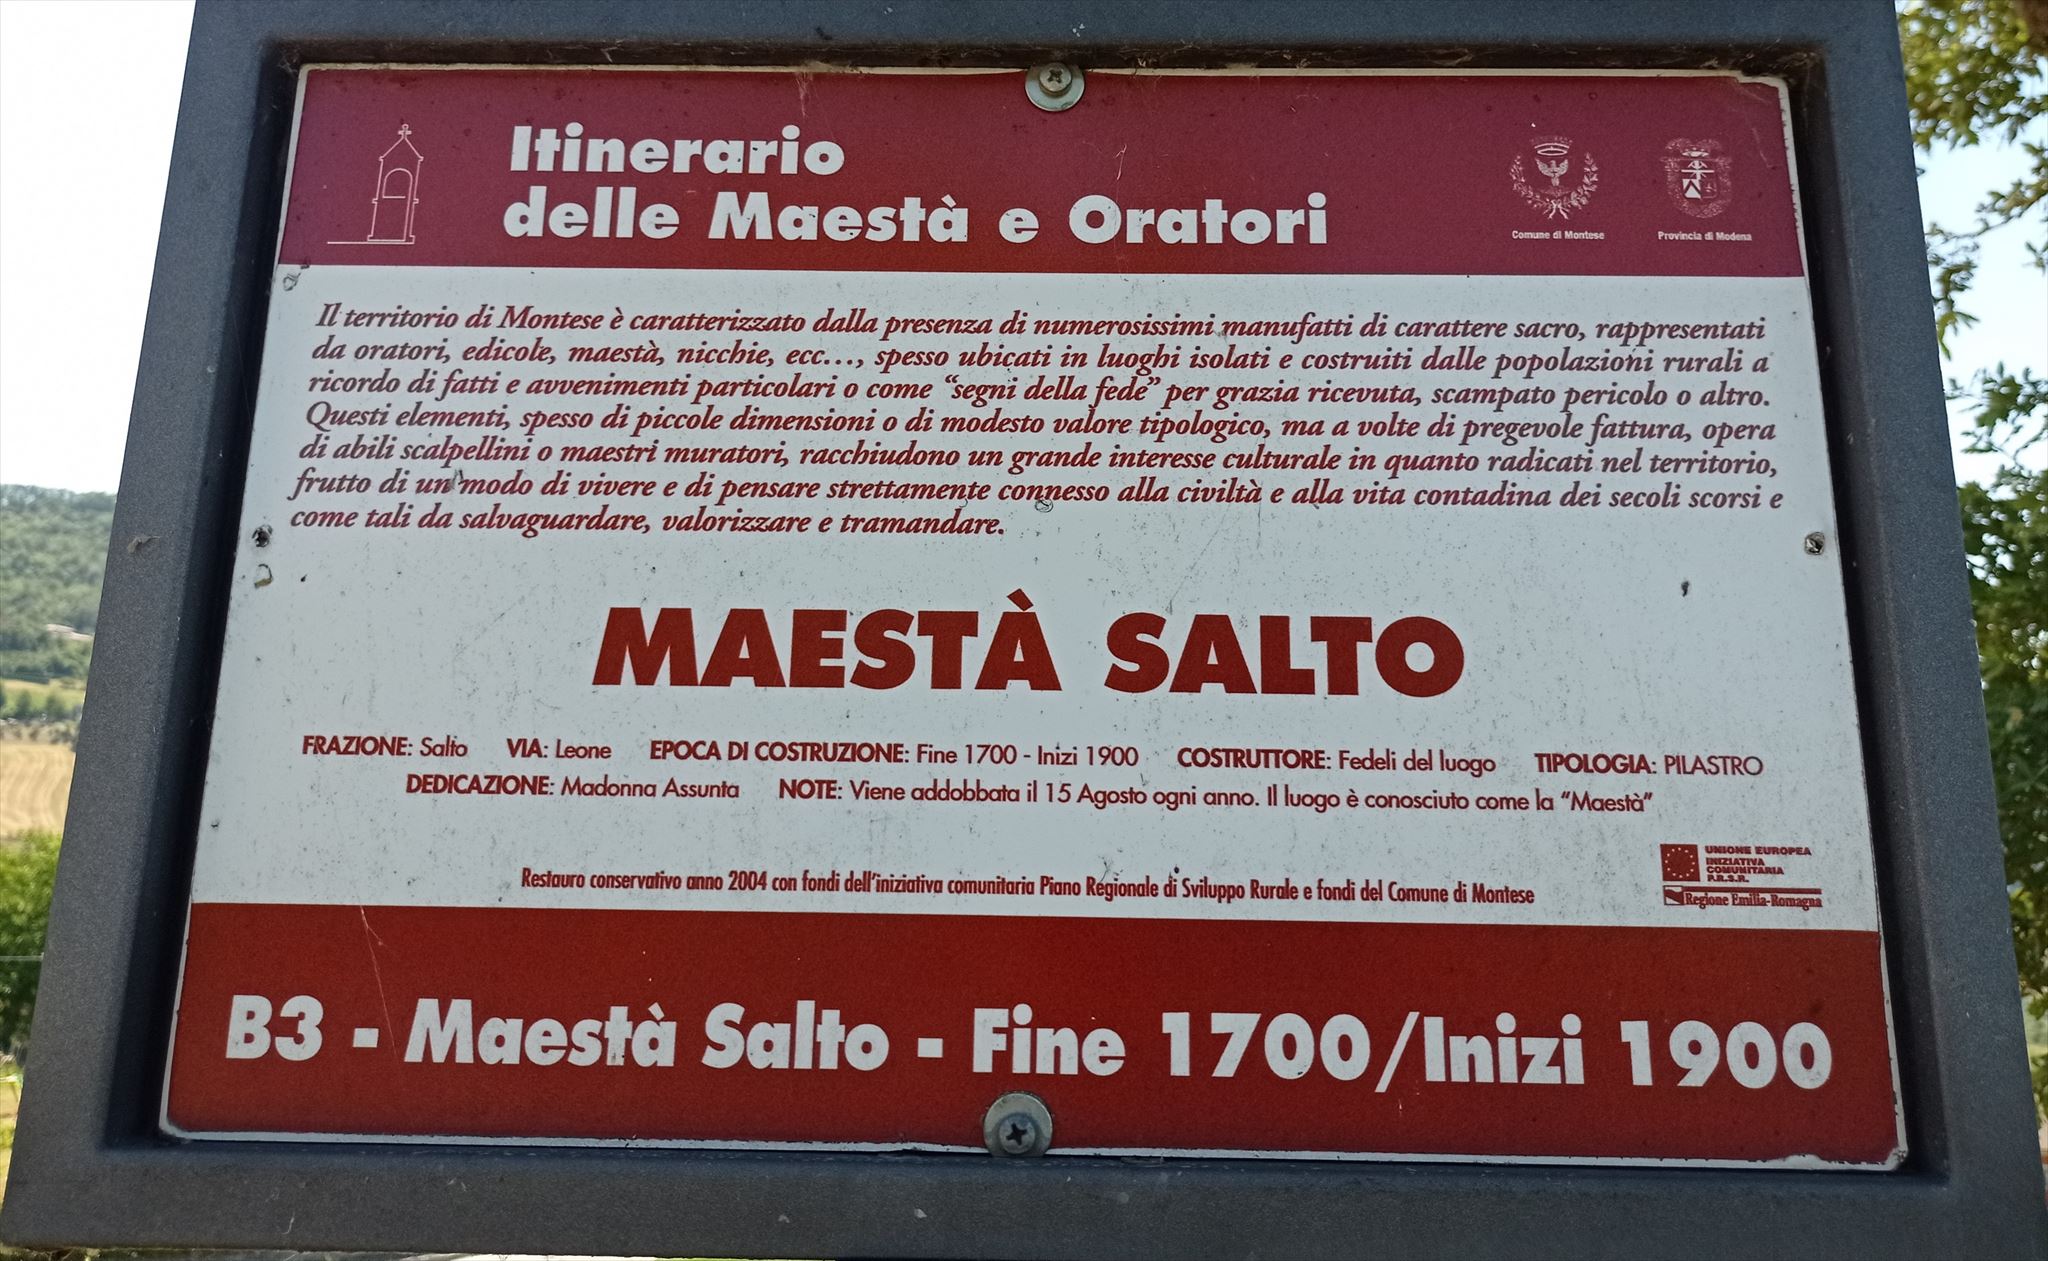 Itinerario
delle Maestà e Oratori
Comune di Montese
Provincia di Modena
Il territorio di Montese è caratterizzato dalla presenza di numerosissimi manufatti di carattere sacro, rappresentati
da oratori, edicole, maestà, nicchie, ecc..., spesso ubicati in luoghi isolati e costruiti dalle popolazioni rurali a
ricordo di fatti e avvenimenti particolari o come “segni della fede” per grazia ricevuta, scampato pericolo o altro.
Questi elementi, spesso di piccole dimensioni o di modesto valore tipologico, ma a volte di pregevole fattura, opera
di abili scalpellini o maestri muratori, racchiudono un grande interesse culturale in quanto radicati nel territorio,
frutto di un modo di vivere e di pensare strettamente connesso alla civiltà e alla vita contadina dei secoli scorsi e
come tali da salvaguardare, valorizzare e tramandare.
MAESTÀ SALTO
FRAZIONE: Salto VIA: Leone EPOCA DI COSTRUZIONE: Fine 1700 - Inizi 1900 COSTRUTTORE: Fedeli del luogo TIPOLOGIA: PILASTRO
DEDICAZIONE: Madonna Assunta NOTE: Viene addobbata il 15 Agosto ogni anno. Il luogo è conosciuto come la “Maestà”
Restauro conservativo anno 2004 con fondi dell'iniziativa comunitaria Piano Regionale di Sviluppo Rurale e fondi del Comune di Montese
UNIONE EUROPEA
INIZIATIVA
COMUNITARIA
P.R.S.R.
Regione Emilia-Romagna
B3 - Maestà Salto - Fine 1700/Inizi 1900